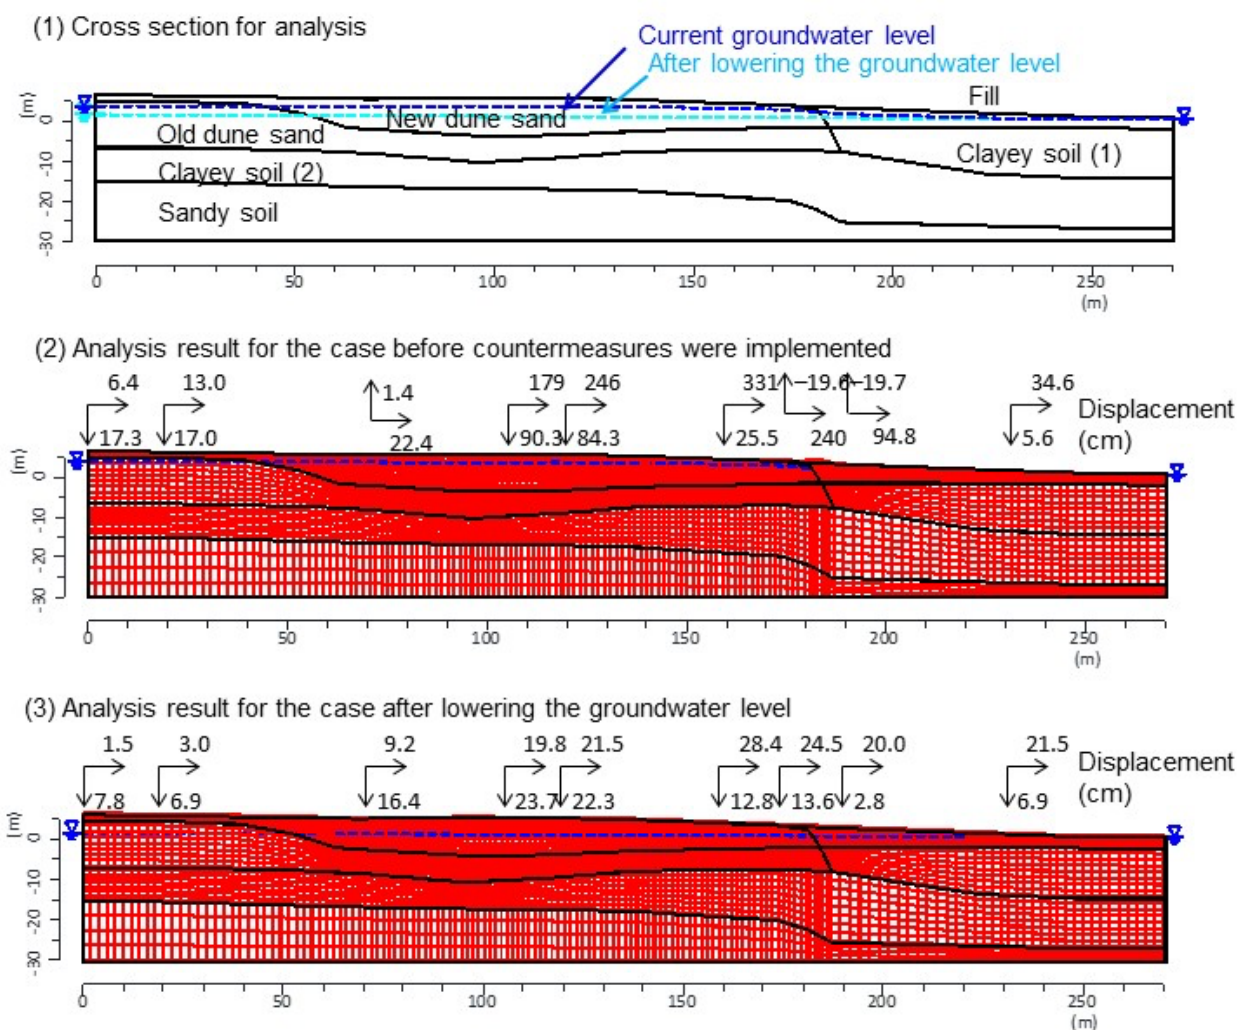 (1) Cross section for analysis
Current groundwater level
After lowering the groundwater level
(m)
0
-10
-20
-30
Fill
New dune sand
Old dune sand
Clayey soil (1)
Clayey soil (2)
Sandy soil
0 50 100 150 200 250
(m)
(2) Analysis result for the case before countermeasures were implemented
6.4 13.0 1.4 179 246 331 −19.6 −19.7 34.6
Displacement
(cm)
17.3 17.0 22.4 90.3 84.3 25.5 240 94.8 5.6
(m)
0
-10
-20
-30
0 50 100 150 200 250
(m)
(3) Analysis result for the case after lowering the groundwater level
1.5 3.0 9.2 19.8 21.5 28.4 24.5 20.0 21.5
Displacement
(cm)
7.8 6.9 16.4 23.7 22.3 12.8 13.6 2.8 6.9
(m)
0
-10
-20
-30
0 50 100 150 200 250
(m)